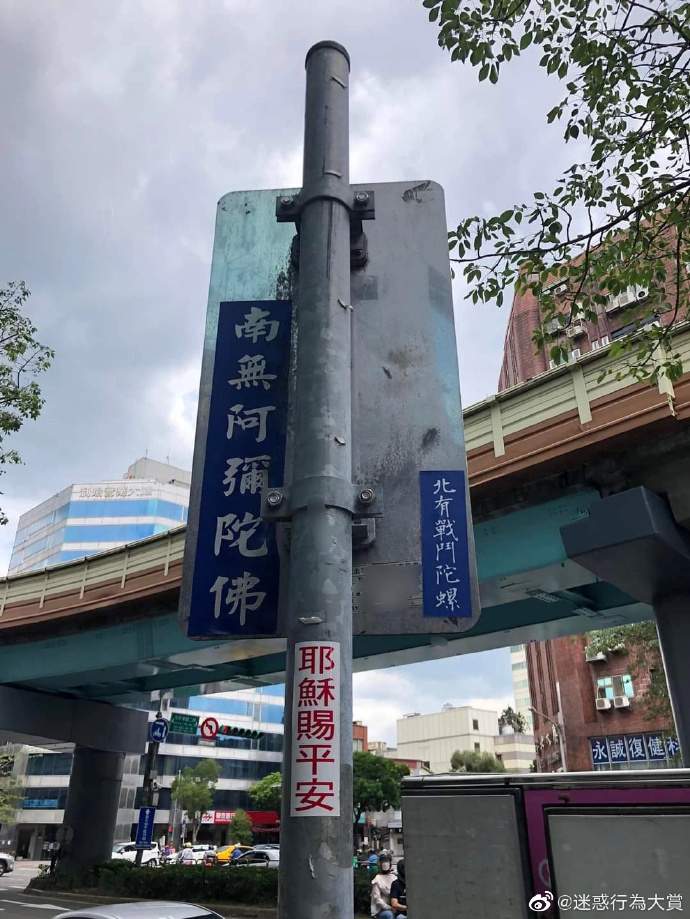 南無阿彌陀佛
北有戰鬥陀螺
耶穌賜平安
永誠復健科
@迷惑行為大賞